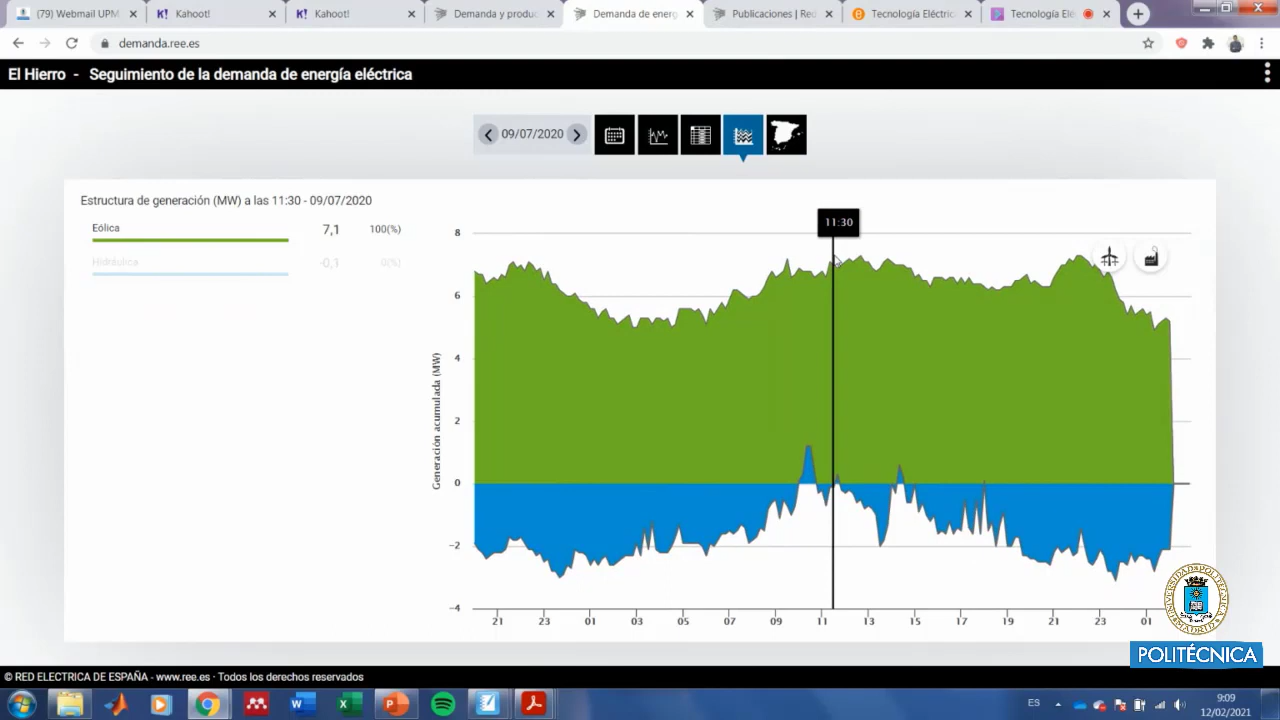 (79) Webmail UPM
Kahoot!
Kahoot!
Demanda y produc
Demanda de energ
Publicaciones | Red
Tecnología Eléctric
Tecnología Elé
demanda.ree.es
El Hierro - Seguimiento de la demanda de energía eléctrica
09/07/2020
Estructura de generación (MW) a las 11:30 - 09/07/2020
Eólica 7,1 100(%)
Hidráulica -0,1 0(%)
11:30
Generación acumulada (MW)
8
6
4
2
0
-2
-4
21 23 01 03 05 07 09 11 13 15 17 19 21 23 01
POLITÉCNICA
© RED ELECTRICA DE ESPAÑA - www.ree.es · Todos los derechos reservados
ES
9:09
12/02/2021